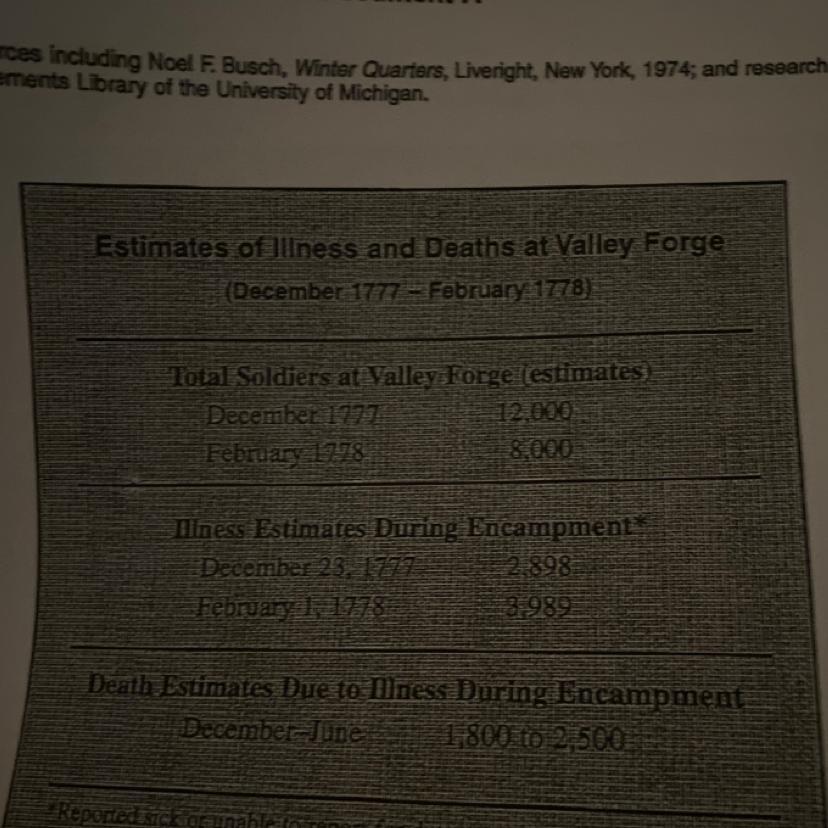 rces including Noel F. Busch, Winter Quarters, Liveright, New York, 1974; and research
ements Library of the University of Michigan.
Estimates of Illness and Deaths at Valley Forge
(December 1777 – February 1778)
Total Soldiers at Valley Forge (estimates)
December 1777 12,000
February 1778 8,000
Illness Estimates During Encampment*
December 23, 1777 2,898
February 1, 1778 3,989
Death Estimates Due to Illness During Encampment
December–June 1,800 to 2,500
*Reported sick or unable to